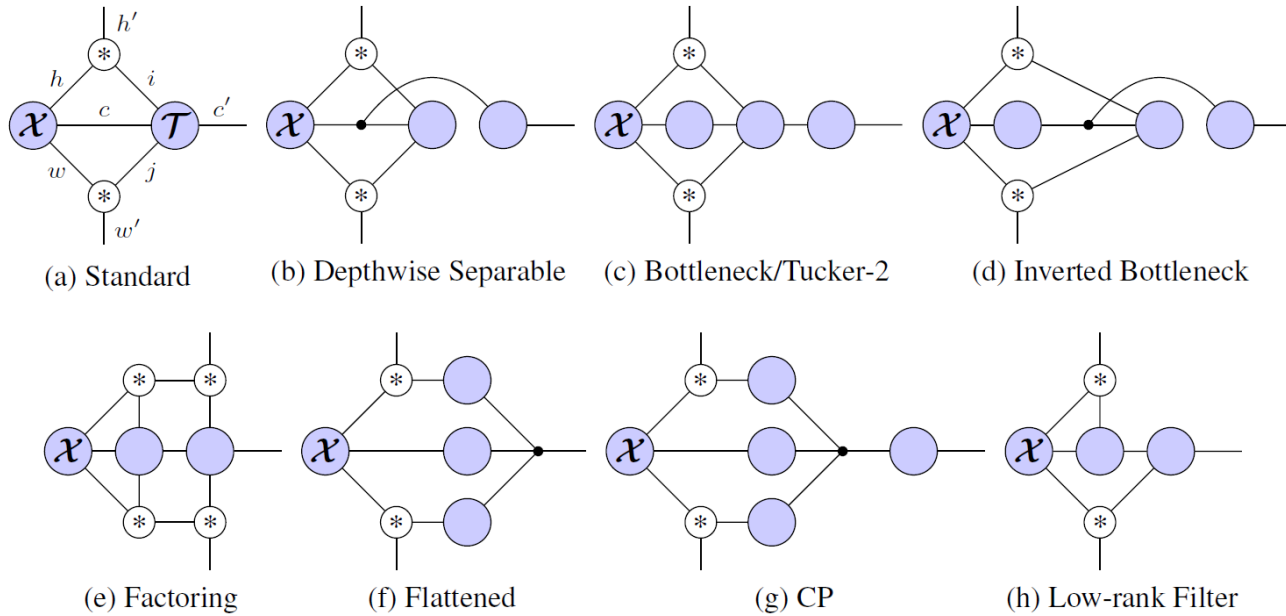 h′
*
h i
𝒳 c 𝒯 c′
w j
*
w′
(a) Standard
*
𝒳
*
(b) Depthwise Separable
*
𝒳
*
(c) Bottleneck/Tucker-2
*
𝒳
*
(d) Inverted Bottleneck
* *
𝒳
* *
(e) Factoring
*
𝒳
*
(f) Flattened
*
𝒳
*
(g) CP
*
𝒳
*
(h) Low-rank Filter